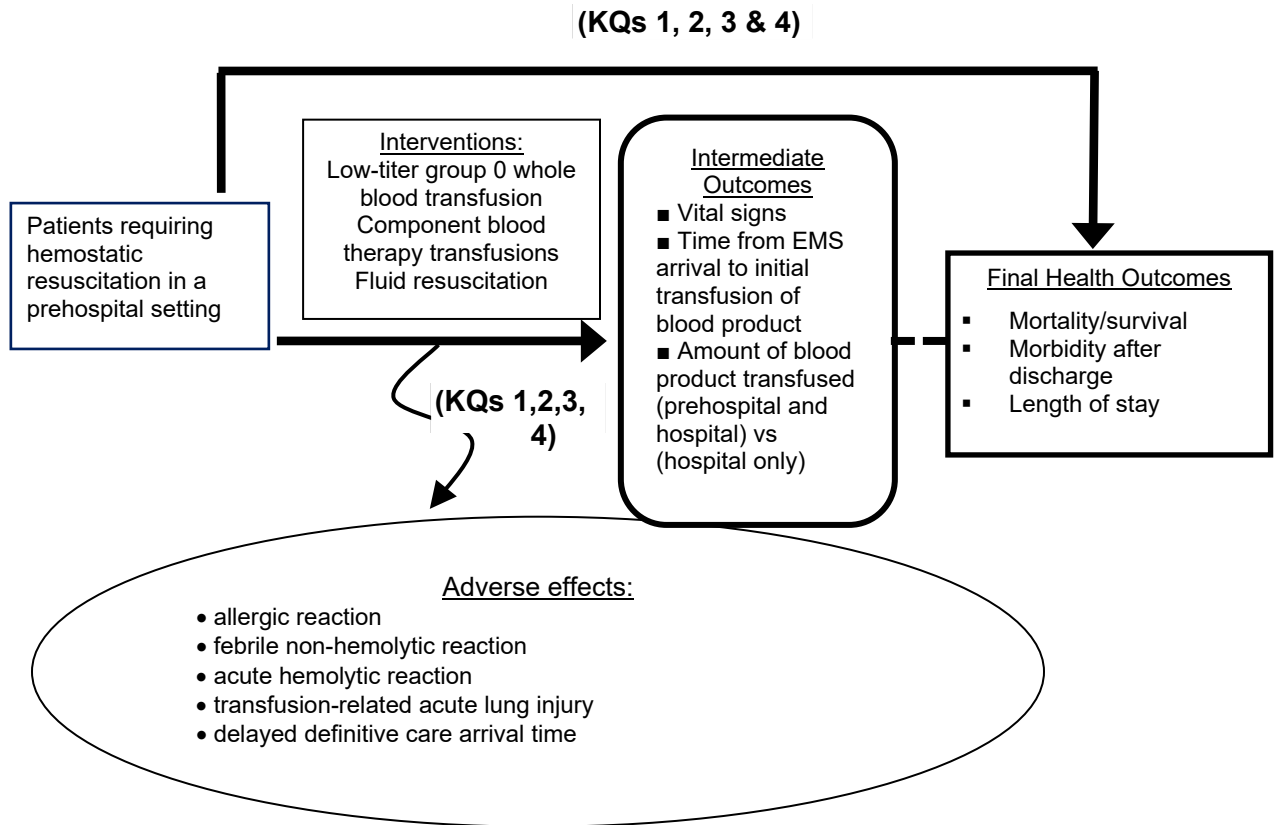 (KQs 1, 2, 3 & 4)
Patients requiring
hemostatic
resuscitation in a
prehospital setting
Interventions:
Low-titer group 0 whole
blood transfusion
Component blood
therapy transfusions
Fluid resuscitation
(KQs 1,2,3,
4)
Intermediate
Outcomes
■ Vital signs
■ Time from EMS
arrival to initial
transfusion of
blood product
■ Amount of blood
product transfused
(prehospital and
hospital) vs
(hospital only)
Final Health Outcomes
▪ Mortality/survival
▪ Morbidity after
discharge
▪ Length of stay
Adverse effects:
• allergic reaction
• febrile non-hemolytic reaction
• acute hemolytic reaction
• transfusion-related acute lung injury
• delayed definitive care arrival time